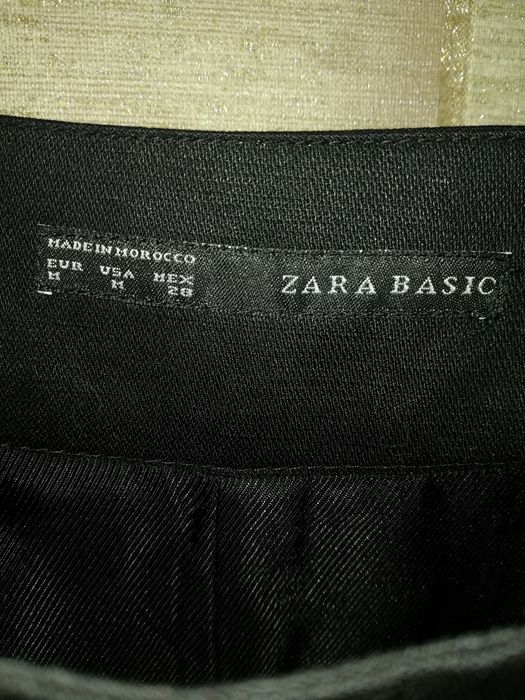 MADE IN MOROCCO
EUR USA MEX
M M 28
ZARA BASIC